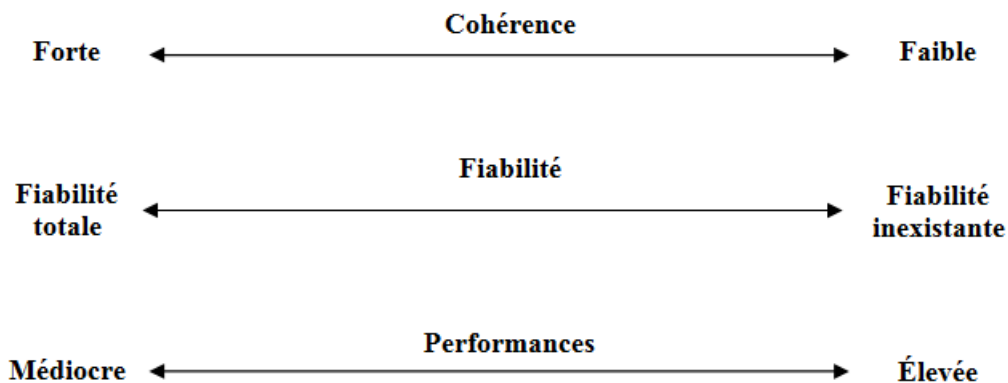 Cohérence
Forte
Faible
Fiabilité
Fiabilité
totale
Fiabilité
inexistante
Performances
Médiocre
Élevée